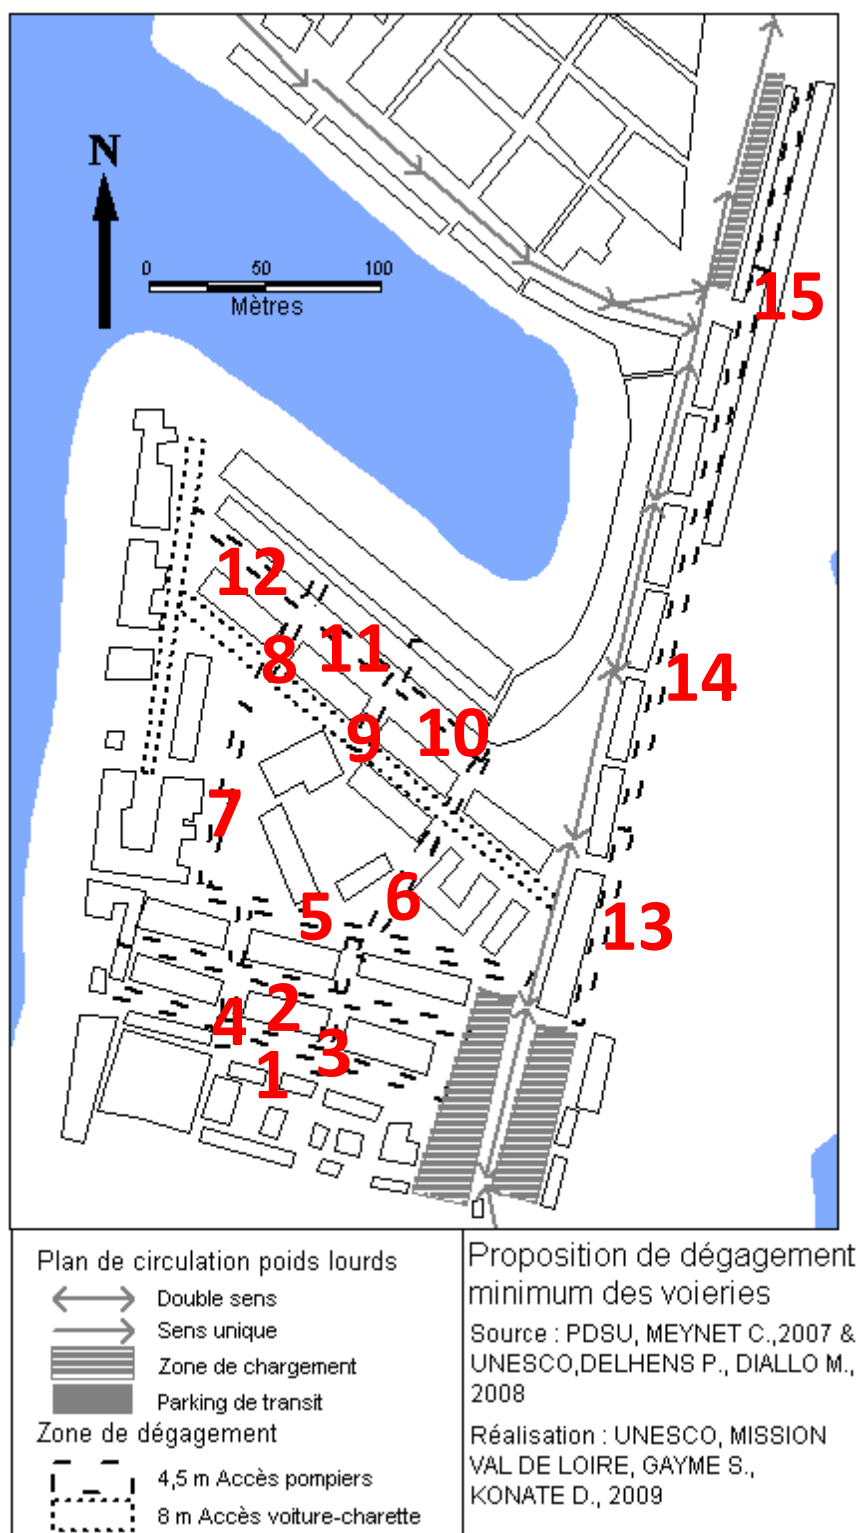 N
0 50 100
Mètres
15
12
11
8
14
9
10
7
6
5
13
2
4
3
1
Plan de circulation poids lourds
Double sens
Sens unique
Zone de chargement
Parking de transit
Zone de dégagement
4,5 m Accès pompiers
8 m Accès voiture-charette
Proposition de dégagement
minimum des voieries
Source : PDSU, MEYNET C.,2007 &
UNESCO,DELHENS P., DIALLO M.,
2008
Réalisation : UNESCO, MISSION
VAL DE LOIRE, GAYME S.,
KONATE D., 2009